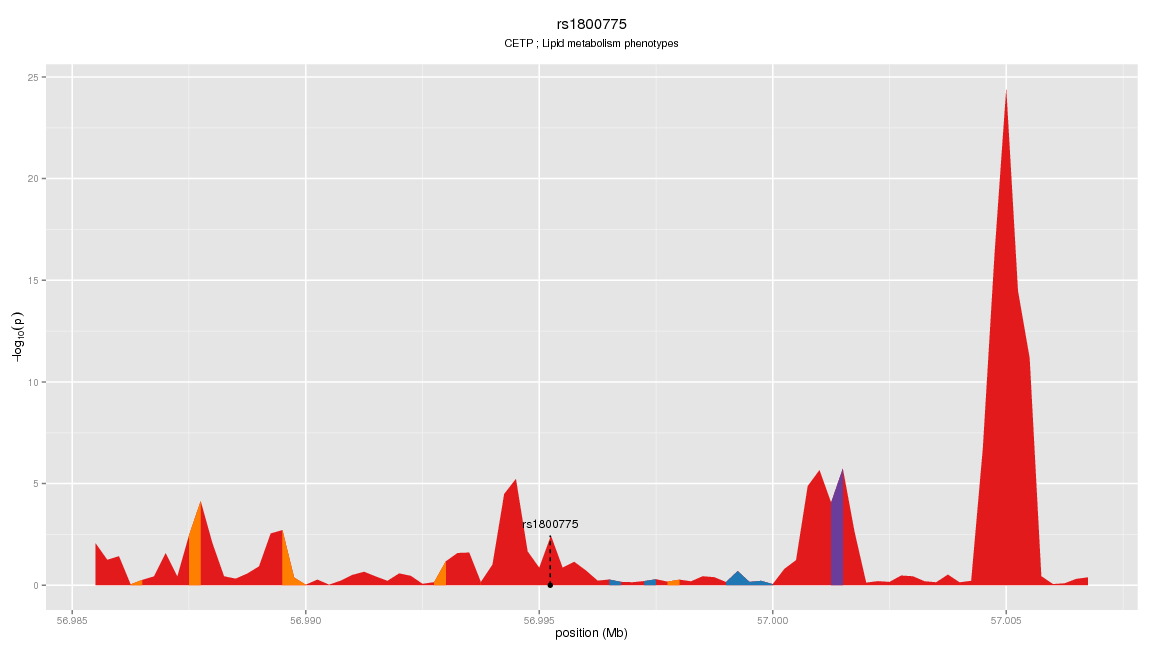 rs1800775
CETP ; Lipid metabolism phenotypes
25
20
15
10
5
0
−log10(p)
rs1800775
56.985
56.990
56.995
57.000
57.005
position (Mb)